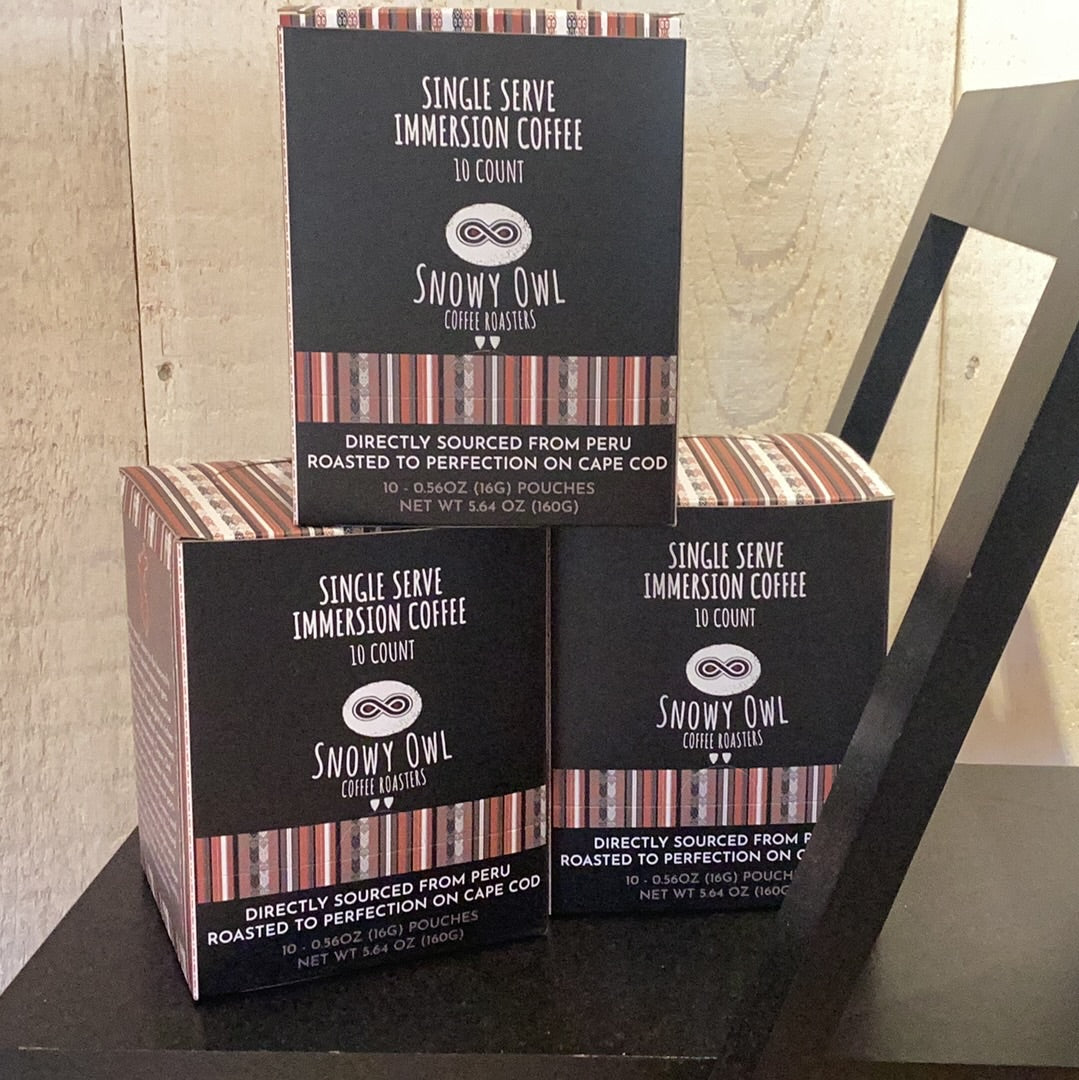 SINGLE SERVE
IMMERSION COFFEE
10 COUNT
SNOWY OWL
COFFEE ROASTERS
DIRECTLY SOURCED FROM PERU
ROASTED TO PERFECTION ON CAPE COD
10 - 0.56OZ (16G) POUCHES
NET WT 5.64 OZ (160G)
SINGLE SERVE
IMMERSION COFFEE
10 COUNT
SNOWY OWL
COFFEE ROASTERS
DIRECTLY SOURCED FROM PERU
ROASTED TO PERFECTION ON CAPE COD
10 - 0.56OZ (16G) POUCHES
NET WT 5.64 OZ (160G)
SINGLE SERVE
IMMERSION COFFEE
10 COUNT
SNOWY OWL
COFFEE ROASTERS
DIRECTLY SOURCED FROM P
ROASTED TO PERFECTION ON C
10 - 0.56OZ (16G) POUCH
NET WT 5.64 OZ (160G